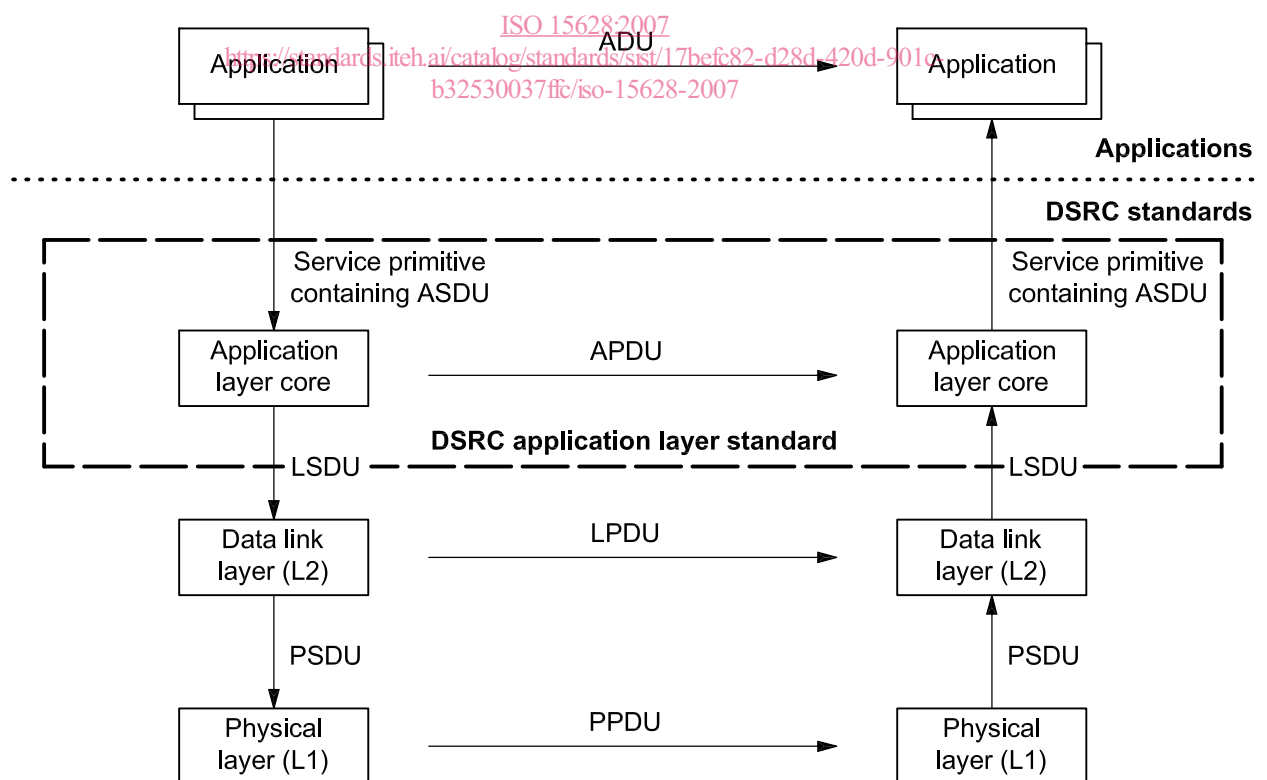 ISO 15628:2007
https://standards.iteh.ai/catalog/standards/sist/17befc82-d28d-420d-901c-
b32530037ffc/iso-15628-2007
Application
ADU
Application
Applications
DSRC standards
Service primitive
containing ASDU
Service primitive
containing ASDU
Application
layer core
APDU
Application
layer core
DSRC application layer standard
LSDU
LSDU
Data link
layer (L2)
LPDU
Data link
layer (L2)
PSDU
PSDU
Physical
layer (L1)
PPDU
Physical
layer (L1)